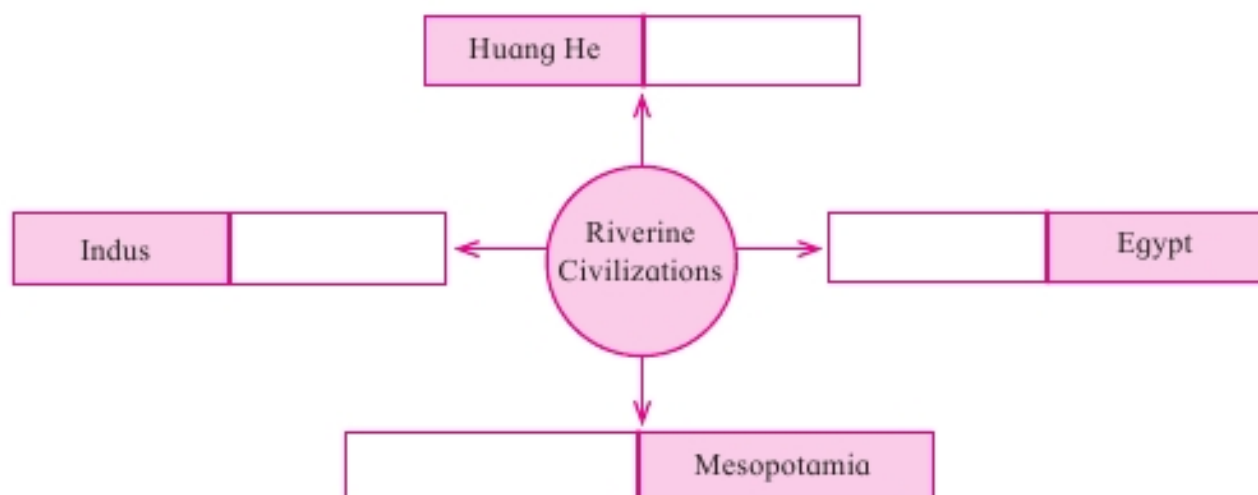 Huang He
Indus
Riverine
Civilizations
Egypt
Mesopotamia